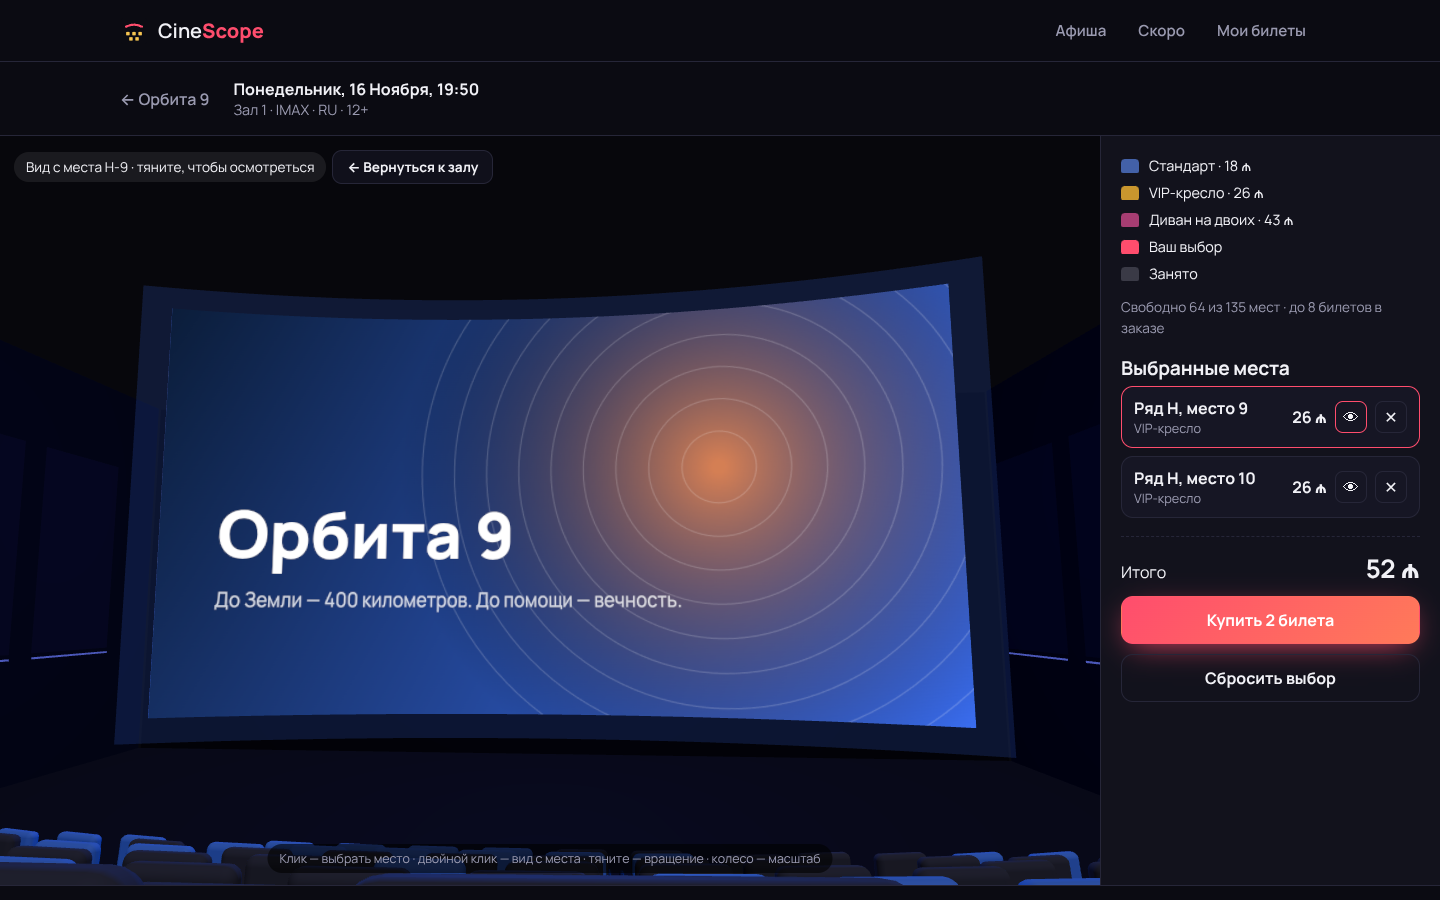 CineScope
Афиша
Скоро
Мои билеты
← Орбита 9
Понедельник, 16 Ноября, 19:50
Зал 1 · IMAX · RU · 12+
Вид с места H-9 · тяните, чтобы осмотреться
← Вернуться к залу
Орбита 9
До Земли — 400 километров. До помощи — вечность.
Клик — выбрать место · двойной клик — вид с места · тяните — вращение · колесо — масштаб
Стандарт · 18 ₼
VIP-кресло · 26 ₼
Диван на двоих · 43 ₼
Ваш выбор
Занято
Свободно 64 из 135 мест · до 8 билетов в
заказе
Выбранные места
Ряд H, место 9
VIP-кресло
26 ₼
✕
Ряд H, место 10
VIP-кресло
26 ₼
✕
Итого
52 ₼
Купить 2 билета
Сбросить выбор